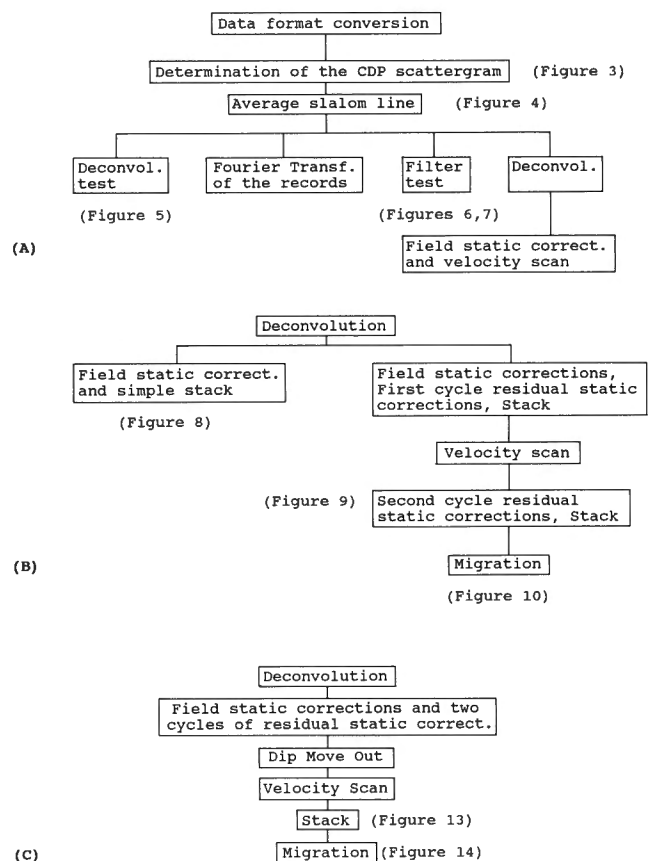 Data format conversion
Determination of the CDP scattergram (Figure 3)
Average slalom line (Figure 4)
Deconvol. test
Fourier Transf. of the records
Filter test
Deconvol.
(Figure 5)
(Figures 6,7)
(A)
Field static correct.
and velocity scan
Deconvolution
Field static correct.
and simple stack
(Figure 8)
Field static corrections,
First cycle residual static
corrections, Stack
Velocity scan
(Figure 9)
Second cycle residual
static corrections, Stack
(B)
Migration
(Figure 10)
Deconvolution
Field static corrections and two
cycles of residual static correct.
Dip Move Out
Velocity Scan
Stack (Figure 13)
(C)
Migration (Figure 14)